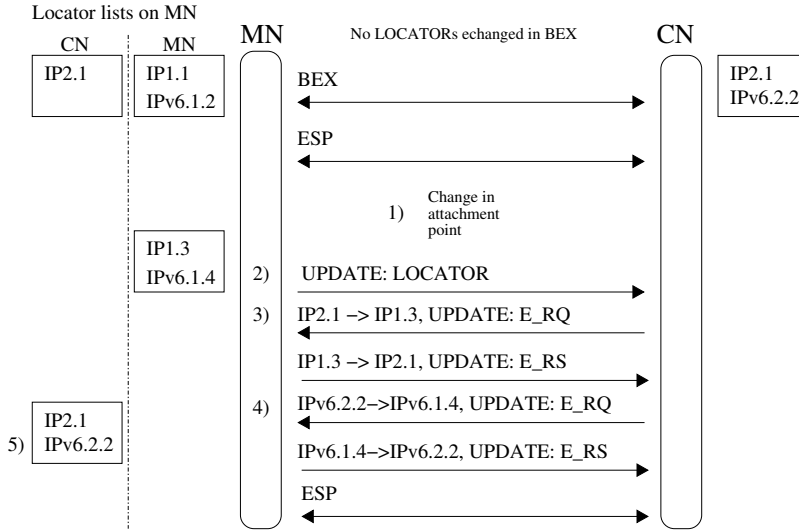 Locator lists on MN
CN
MN
MN
No LOCATORs echanged in BEX
CN
IP2.1
IP1.1
IPv6.1.2
IP2.1
IPv6.2.2
BEX
ESP
1)
Change in
attachment
point
IP1.3
IPv6.1.4
2)
UPDATE: LOCATOR
3)
IP2.1 −> IP1.3, UPDATE: E_RQ
IP1.3 −> IP2.1, UPDATE: E_RS
4)
IPv6.2.2−>IPv6.1.4, UPDATE: E_RQ
5)
IP2.1
IPv6.2.2
IPv6.1.4−>IPv6.2.2, UPDATE: E_RS
ESP